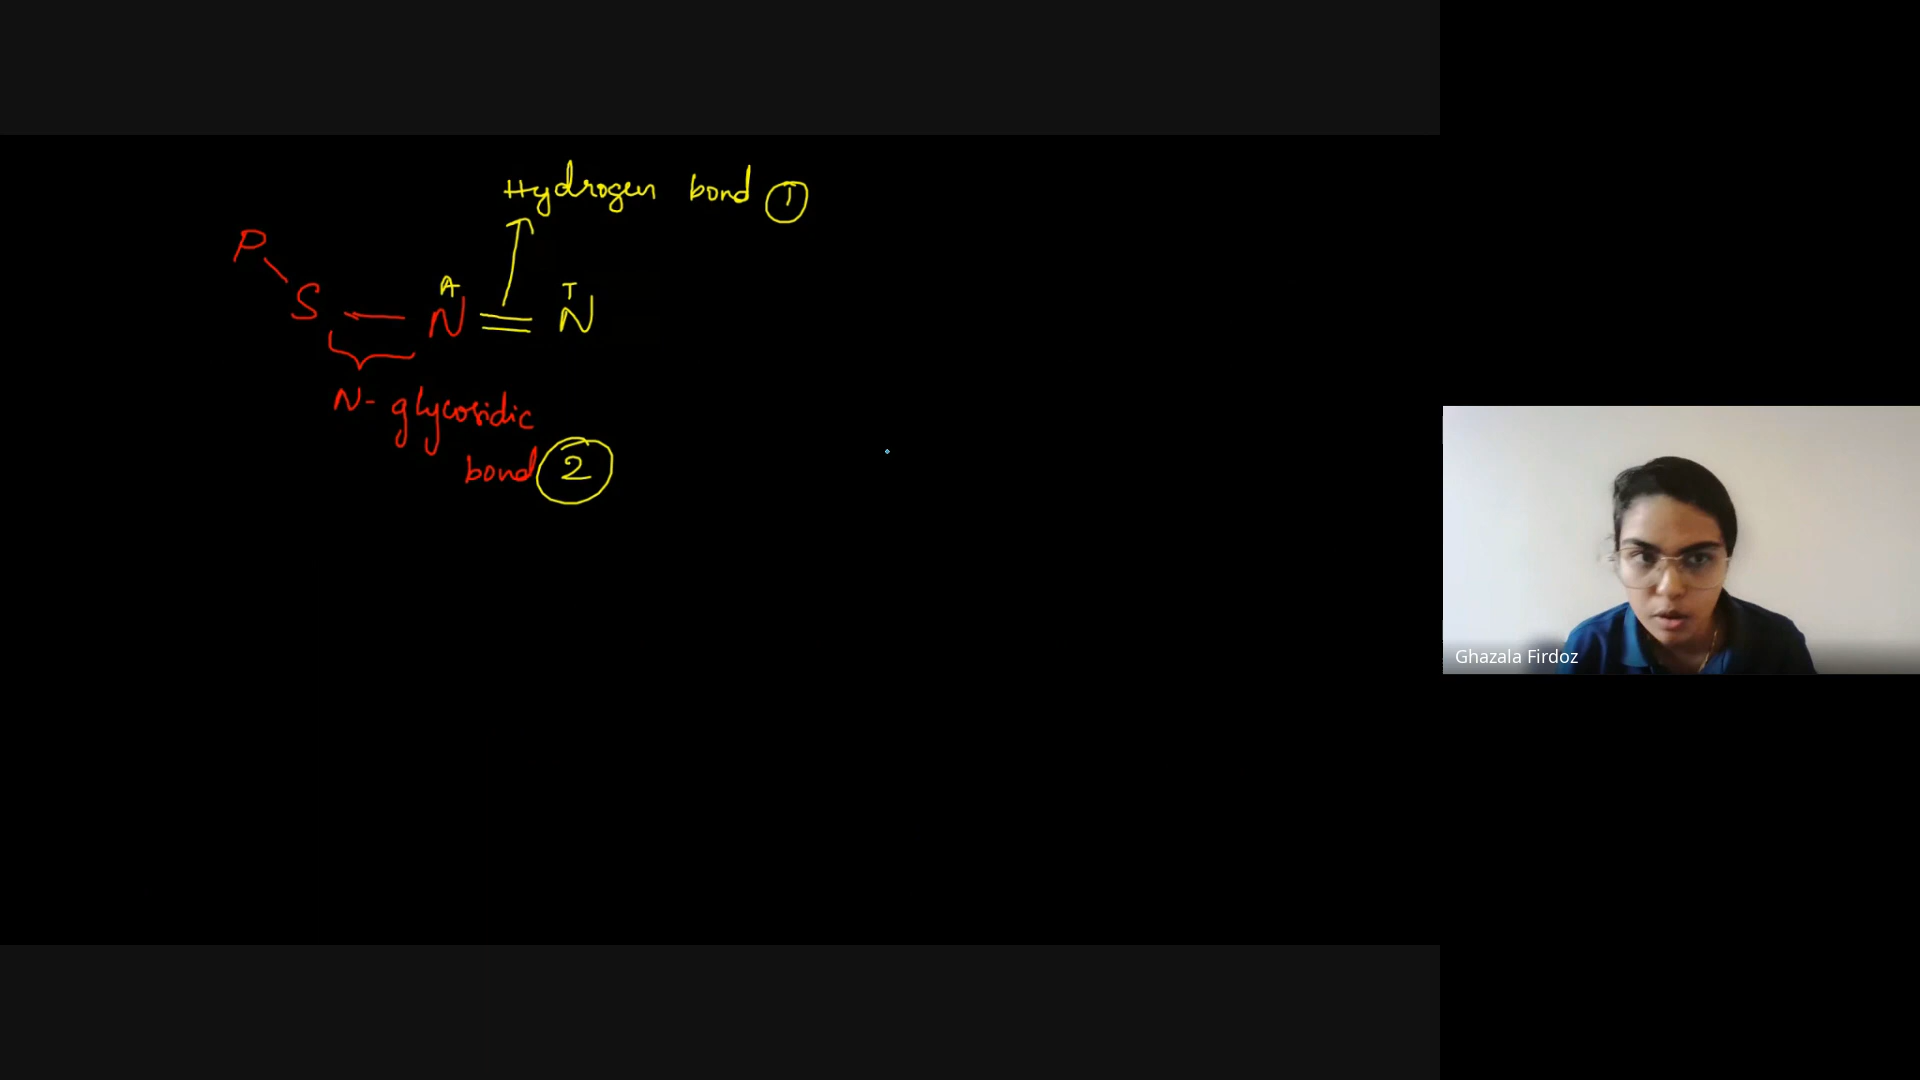 Hydrogen bond ①
P
A T
S N N
N- glycosidic
bond ②
Ghazala Firdoz